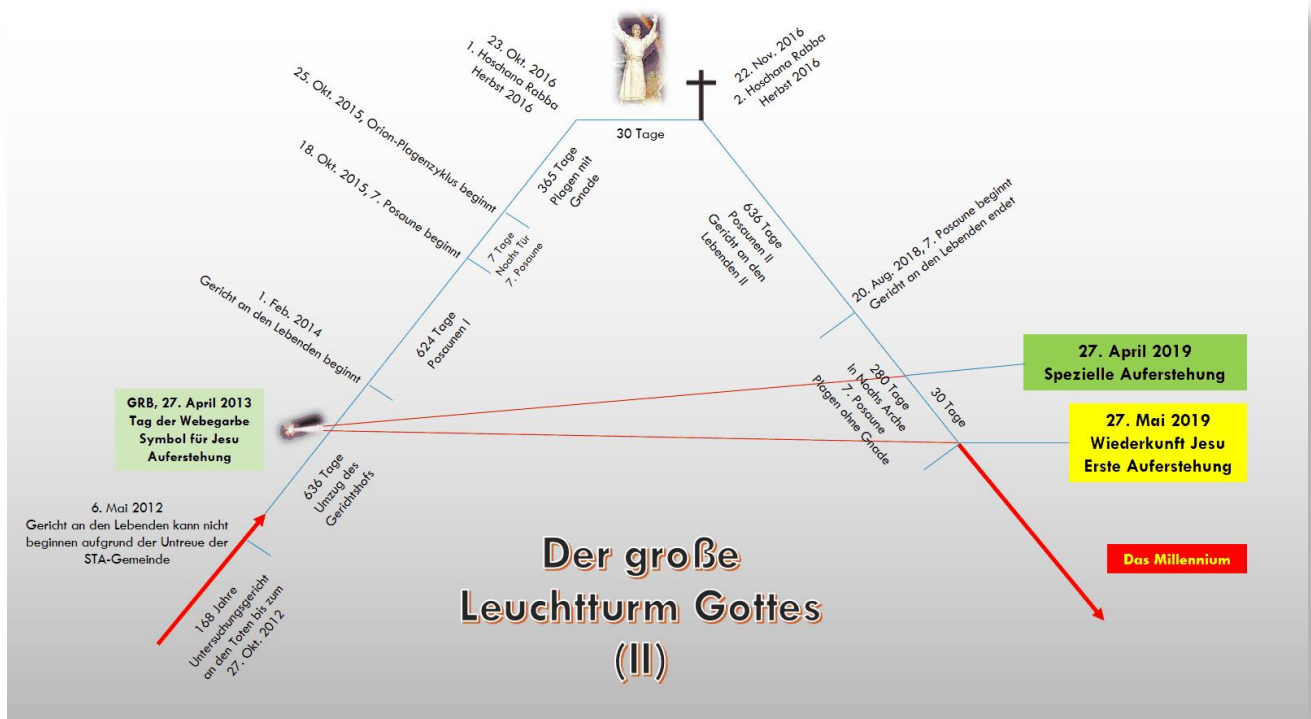 23. Okt. 2016
1. Hoschana Rabba
Herbst 2016
22. Nov. 2016
2. Hoschana Rabba
Herbst 2016
30 Tage
25. Okt. 2015, Orion-Plagenzyklus beginnt
365 Tage
Plagen mit
Gnade
18. Okt. 2015, 7. Posaune beginnt
7 Tage
Noahs Tür
7. Posaune
636 Tage
Posaunen II
Gericht an den
Lebenden II
20. Aug. 2018, 7. Posaune beginnt
Gericht an den Lebenden endet
1. Feb. 2014
Gericht an den Lebenden beginnt
624 Tage
Posaunen I
27. April 2019
Spezielle Auferstehung
280 Tage
In Noahs Arche
7. Posaune
Plagen ohne Gnade
30 Tage
GRB, 27. April 2013
Tag der Webegarbe
Symbol für Jesu
Auferstehung
27. Mai 2019
Wiederkunft Jesu
Erste Auferstehung
636 Tage
Umzug des
Gerichtshofs
6. Mai 2012
Gericht an den Lebenden kann nicht
beginnen aufgrund der Untreue der
STA-Gemeinde
168 Jahre
Untersuchungsgericht
an den Toten bis zum
27. Okt. 2012
Das Millennium
Der große
Leuchtturm Gottes
(II)